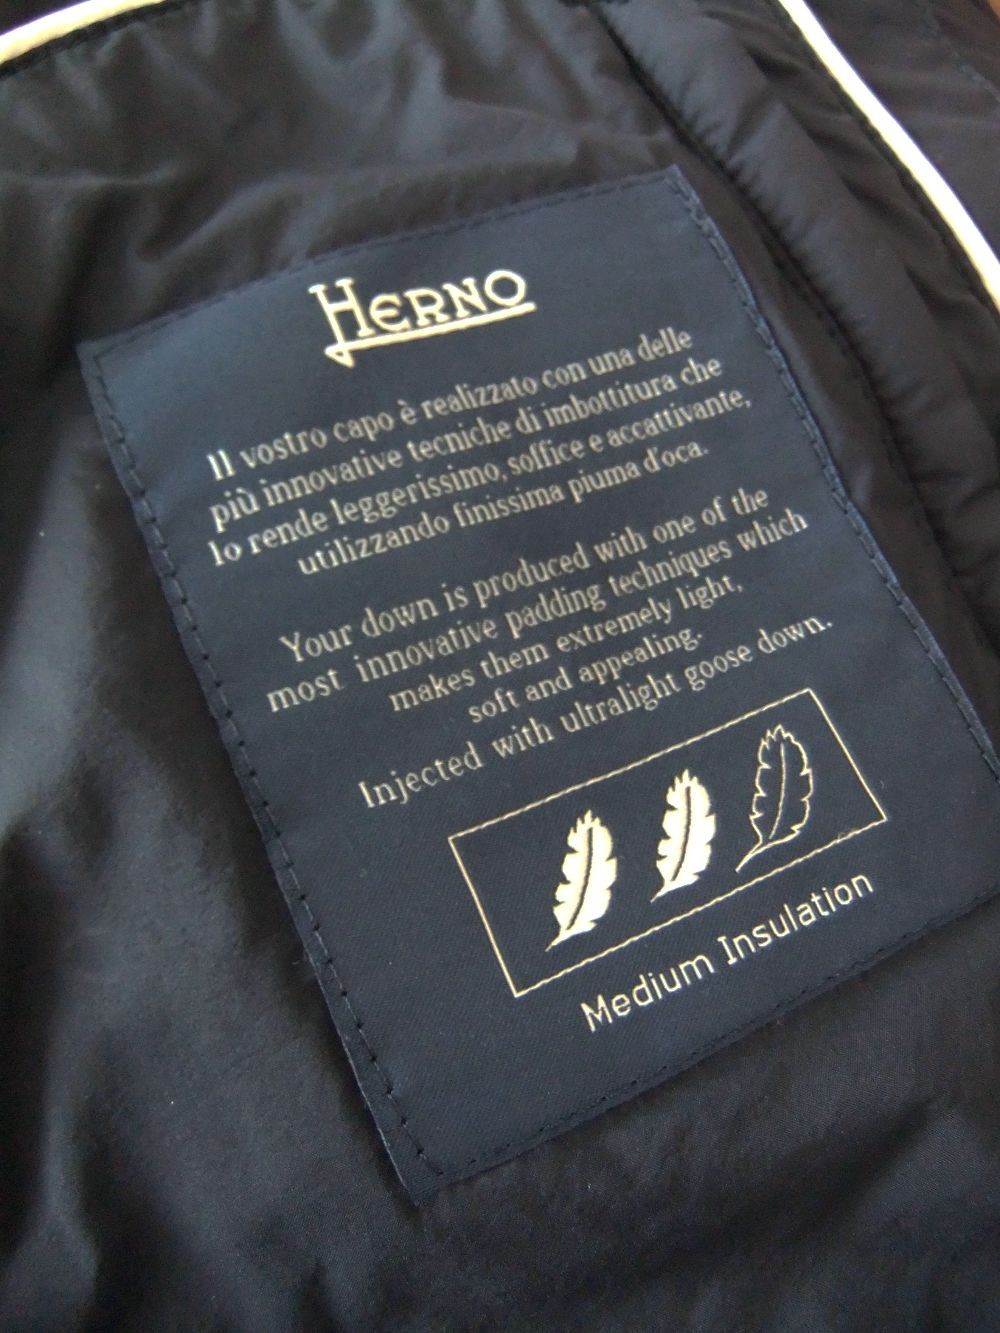 HERNO
Il vostro capo è realizzato con una delle
più innovative tecniche di imbottitura che
lo rende leggerissimo, soffice e accattivante,
utilizzando finissima piuma d'oca.
Your down is produced with one of the
most innovative padding techniques which
makes them extremely light,
soft and appealing.
Injected with ultralight goose down.
Medium Insulation